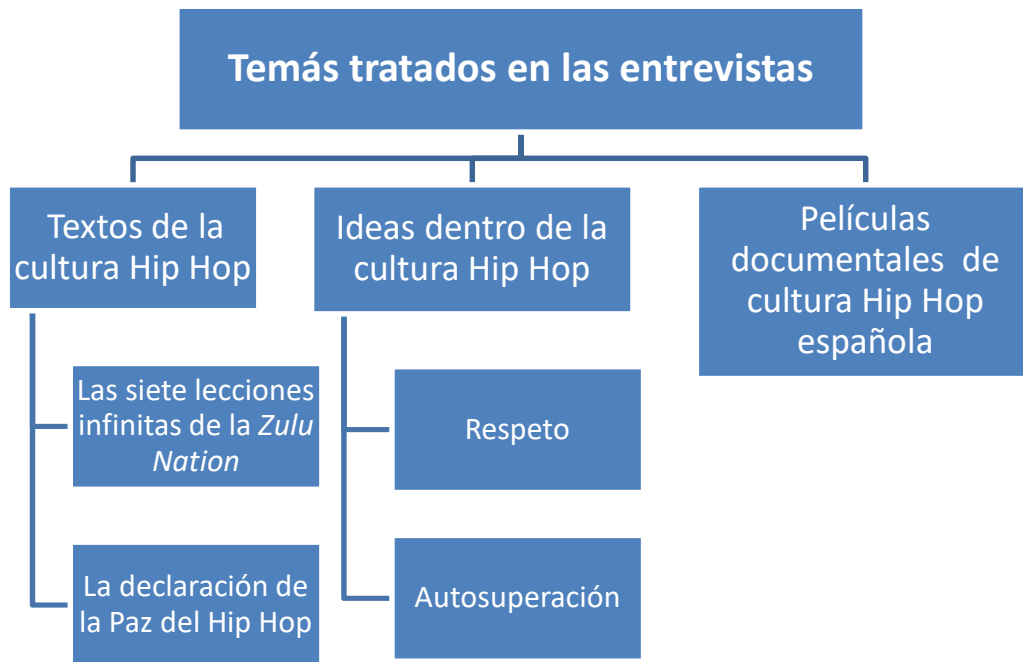 Temás tratados en las entrevistas
Textos de la
cultura Hip Hop
Las siete lecciones
infinitas de la Zulu
Nation
La declaración de
la Paz del Hip Hop
Ideas dentro de la
cultura Hip Hop
Respeto
Autosuperación
Películas
documentales de
cultura Hip Hop
española